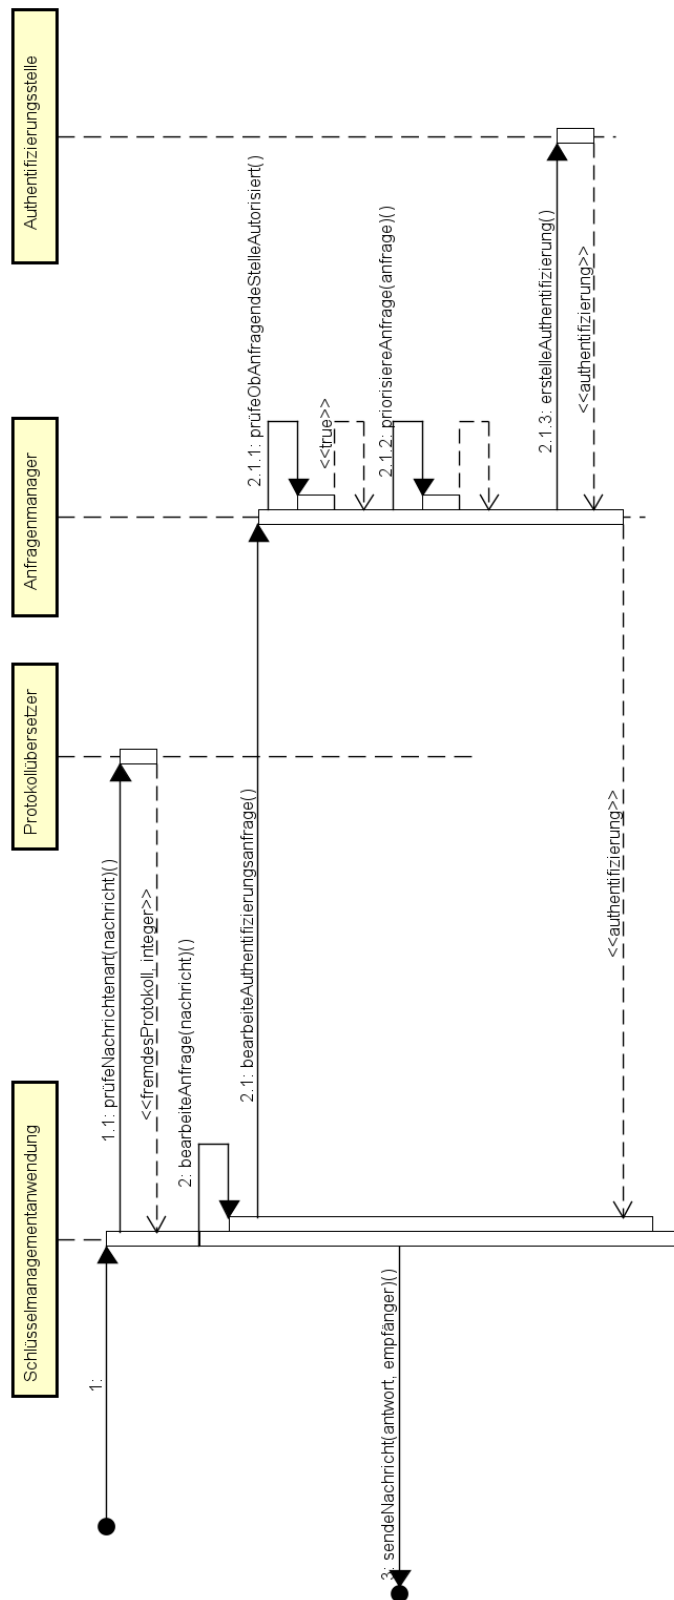 Schlüsselmanagementanwendung
Protokollübersetzer
Anfragenmanager
Authentifizierungsstelle
1:
1.1: prüfeNachrichtenart(nachricht)()
<<fremdesProtokoll, integer>>
2: bearbeiteAnfrage(nachricht)()
2.1: bearbeiteAuthentifizierungsanfrage()
2.1.1: prüfeObAnfragendeStelleAutorisiert()
<<true>>
2.1.2: priorisiereAnfrage(anfrage)()
2.1.3: erstelleAuthentifizierung()
<<authentifizierung>>
<<authentifizierung>>
3: sendeNachricht(antwort, empfänger)()